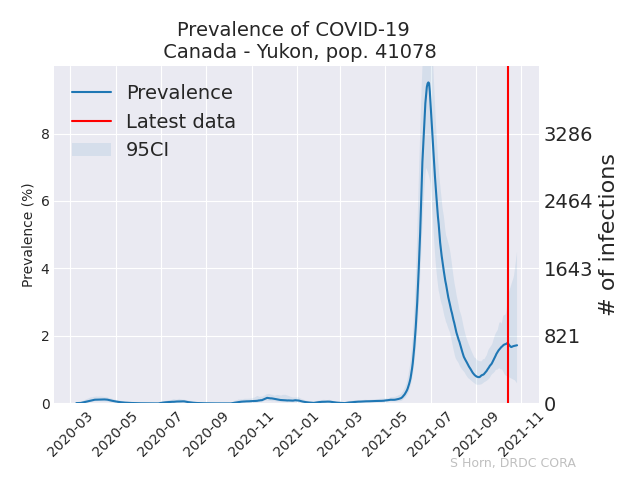 Prevalence of COVID-19
Canada - Yukon, pop. 41078
Prevalence
Latest data
95CI
Prevalence (%)
8
6
4
2
0
3286
2464
1643
821
0
# of infections
2020-03
2020-05
2020-07
2020-09
2020-11
2021-01
2021-03
2021-05
2021-07
2021-09
2021-11
S Horn, DRDC CORA